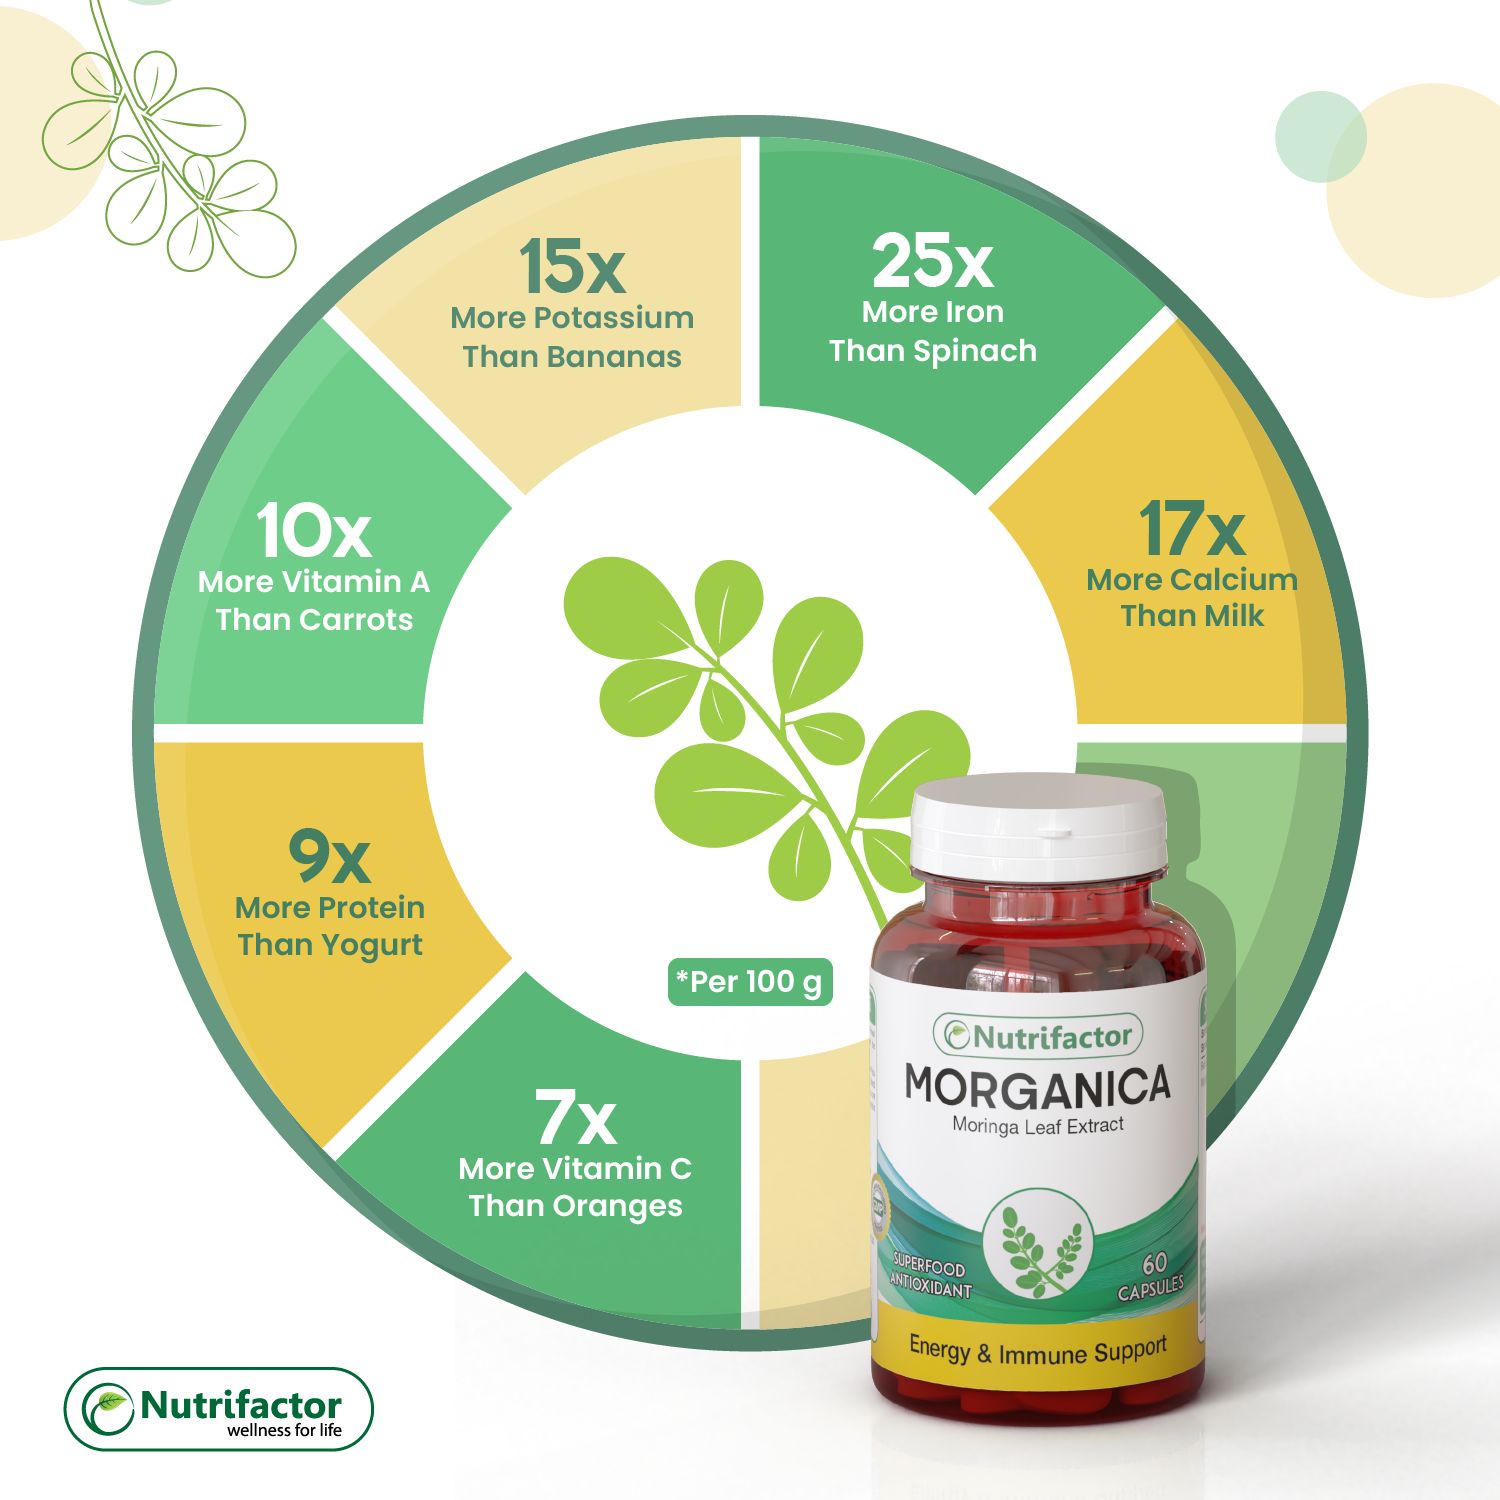 15x
More Potassium
Than Bananas
25x
More Iron
Than Spinach
10x
More Vitamin A
Than Carrots
17x
More Calcium
Than Milk
9x
More Protein
Than Yogurt
7x
More Vitamin C
Than Oranges
*Per 100 g
Nutrifactor
MORGANICA
Moringa Leaf Extract
SUPERFOOD
ANTIOXIDANT
60
CAPSULES
Energy & Immune Support
Nutrifactor
wellness for life